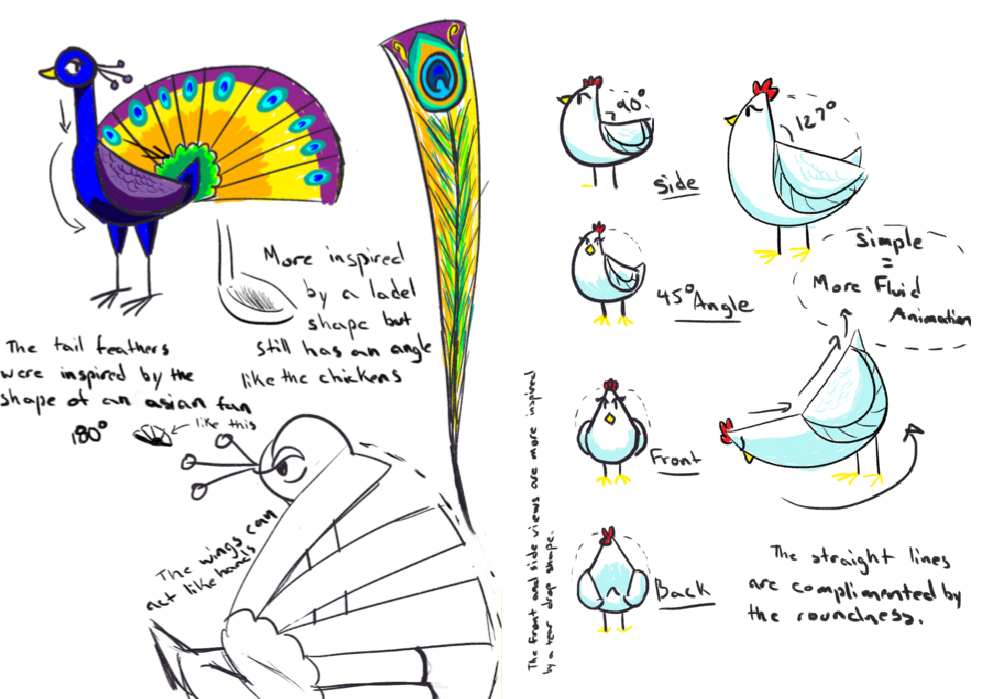 More inspired
by a ladel
shape but
still has an angle
like the chickens
The tail feathers
were inspired by the
shape of an asian fan
180°
like this
The wings can
act like hands
90°
side
45° Angle
Front
Back
The front and side views are more inspired
by a tear drop shape.
127°
Simple
=
More Fluid
Animation
The straight lines
are complimented by
the roundness.